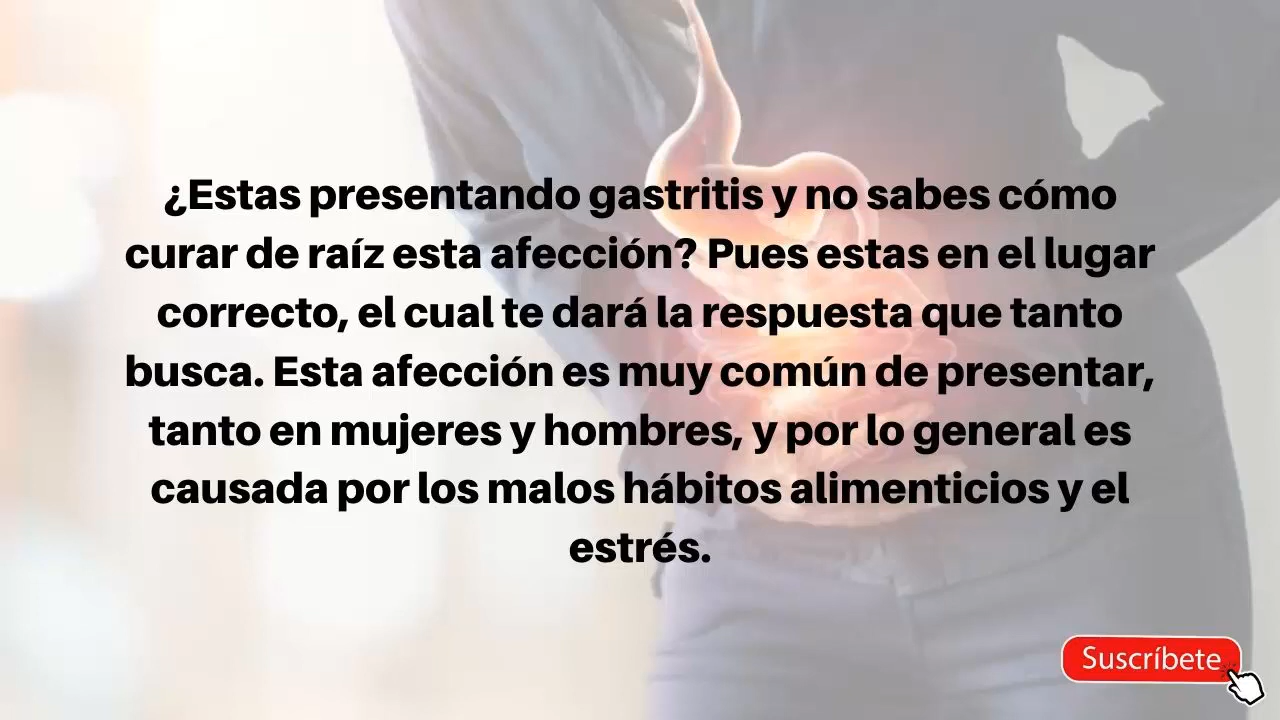 ¿Estas presentando gastritis y no sabes cómo
curar de raíz esta afección? Pues estas en el lugar
correcto, el cual te dará la respuesta que tanto
busca. Esta afección es muy común de presentar,
tanto en mujeres y hombres, y por lo general es
causada por los malos hábitos alimenticios y el
estrés.
Suscríbete